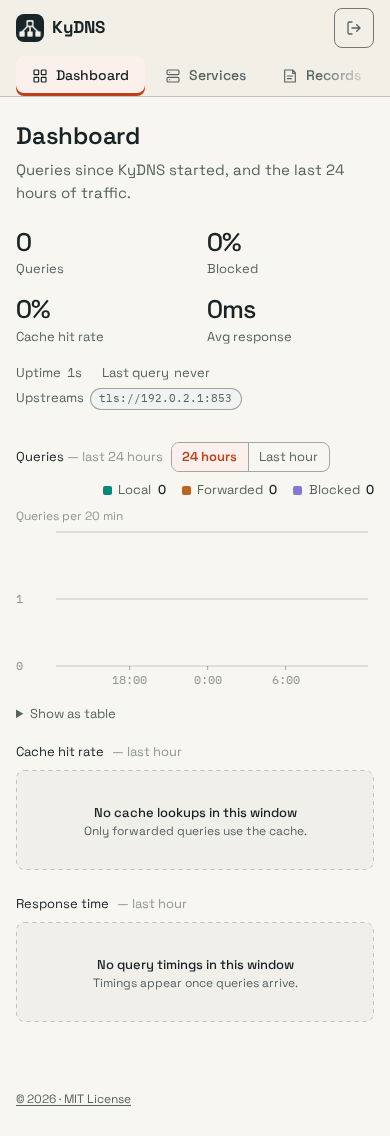 KyDNS
Dashboard Services Records
Dashboard
Queries since KyDNS started, and the last 24
hours of traffic.
0 0%
Queries Blocked
0% 0ms
Cache hit rate Avg response
Uptime 1s Last query never
Upstreams tls://192.0.2.1:853
Queries — last 24 hours 24 hours Last hour
Local 0 Forwarded 0 Blocked 0
Queries per 20 min
1
0
18:00 0:00 6:00
Show as table
Cache hit rate — last hour
No cache lookups in this window
Only forwarded queries use the cache.
Response time — last hour
No query timings in this window
Timings appear once queries arrive.
© 2026 · MIT License